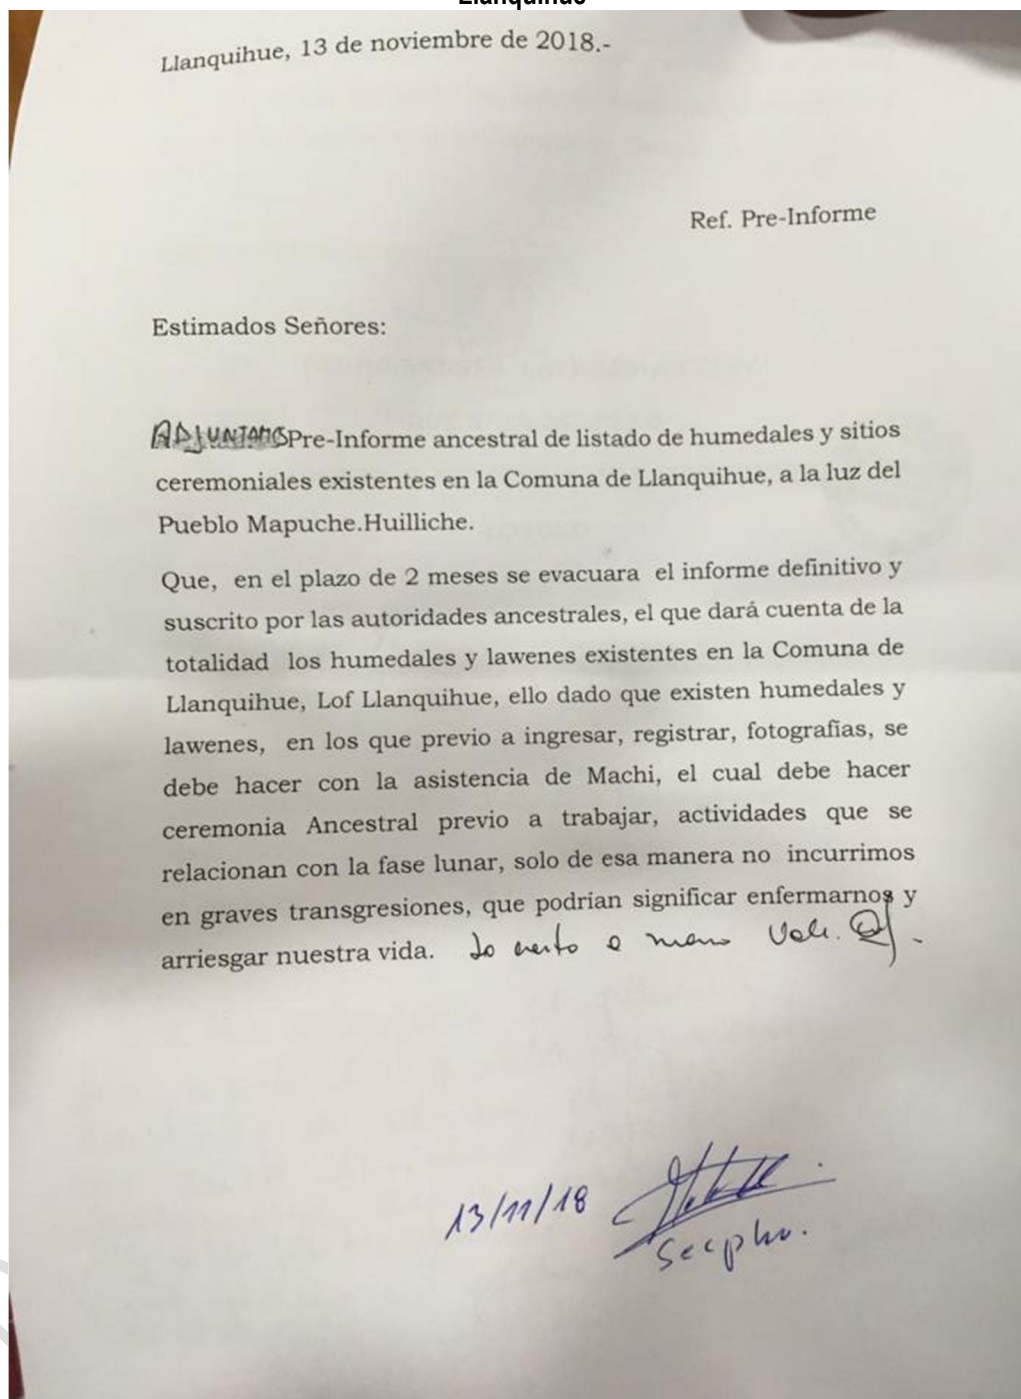 Llanquihue
Llanquihue, 13 de noviembre de 2018.-
Ref. Pre-Informe
Estimados Señores:
ADJUNTAMOS Pre-Informe ancestral de listado de humedales y sitios
ceremoniales existentes en la Comuna de Llanquihue, a la luz del
Pueblo Mapuche.Huilliche.
Que, en el plazo de 2 meses se evacuara el informe definitivo y
suscrito por las autoridades ancestrales, el que dará cuenta de la
totalidad los humedales y lawenes existentes en la Comuna de
Llanquihue, Lof Llanquihue, ello dado que existen humedales y
lawenes, en los que previo a ingresar, registrar, fotografías, se
debe hacer con la asistencia de Machi, el cual debe hacer
ceremonia Ancestral previo a trabajar, actividades que se
relacionan con la fase lunar, solo de esa manera no incurrimos
en graves transgresiones, que podrían significar enfermarnos y
arriesgar nuestra vida. Lo escrito a mano Vale.
13/11/18